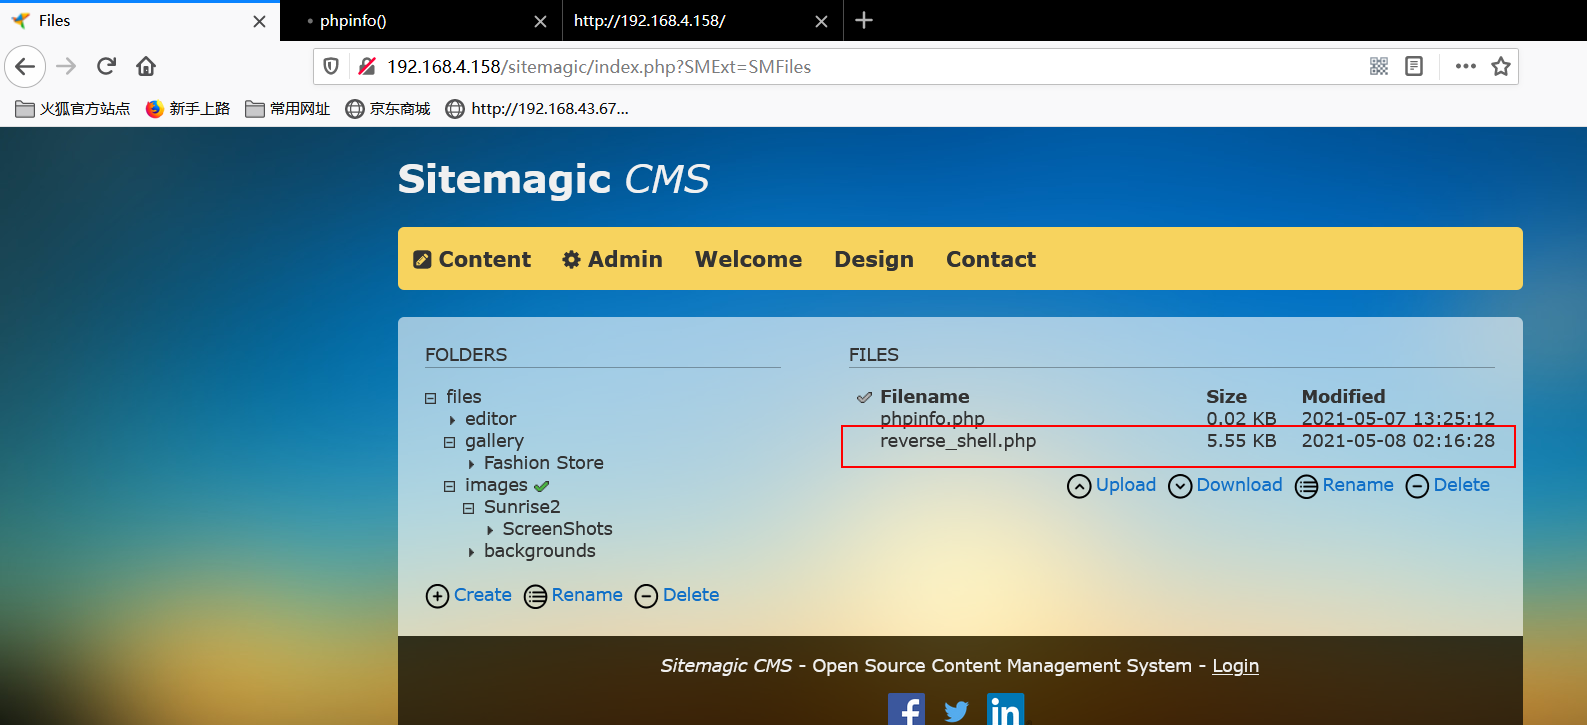 Files
phpinfo()
http://192.168.4.158/
192.168.4.158/sitemagic/index.php?SMExt=SMFiles
火狐官方站点 新手上路 常用网址 京东商城 http://192.168.43.67...
Sitemagic CMS
Content Admin Welcome Design Contact
FOLDERS
files
editor
gallery
Fashion Store
images
Sunrise2
ScreenShots
backgrounds
Create Rename Delete
FILES
Filename Size Modified
phpinfo.php 0.02 KB 2021-05-07 13:25:12
reverse_shell.php 5.55 KB 2021-05-08 02:16:28
Upload Download Rename Delete
Sitemagic CMS - Open Source Content Management System - Login
f in